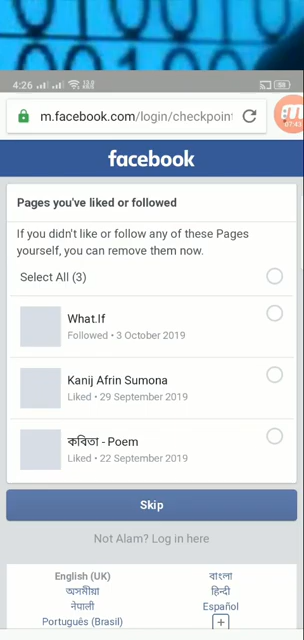 4:26
m.facebook.com/login/checkpoint
07:43
facebook
Pages you've liked or followed
If you didn't like or follow any of these Pages
yourself, you can remove them now.
Select All (3)
What.If
Followed • 3 October 2019
Kanij Afrin Sumona
Liked • 29 September 2019
কবিতা - Poem
Liked • 22 September 2019
Skip
Not Alam? Log in here
English (UK)
বাংলা
অসমীয়া
हिन्दी
नेपाली
Español
Português (Brasil)